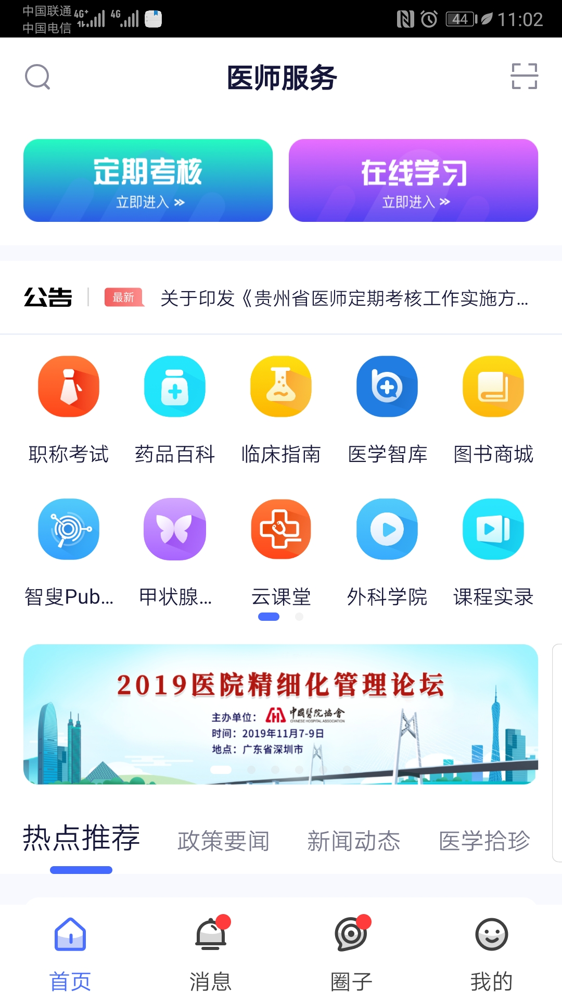 中国联通 4G+ 4G 44 11:02
中国电信
医师服务
定期考核 在线学习
立即进入 立即进入
公告 最新 关于印发《贵州省医师定期考核工作实施方...
职称考试 药品百科 临床指南 医学智库 图书商城
智叟Pub... 甲状腺... 云课堂 外科学院 课程实录
2019医院精细化管理论坛
主办单位： 中國醫院協會
CHINESE HOSPITAL ASSOCIATION
时间：2019年11月7-9日
地点：广东省深圳市
热点推荐 政策要闻 新闻动态 医学拾珍
首页 消息 圈子 我的